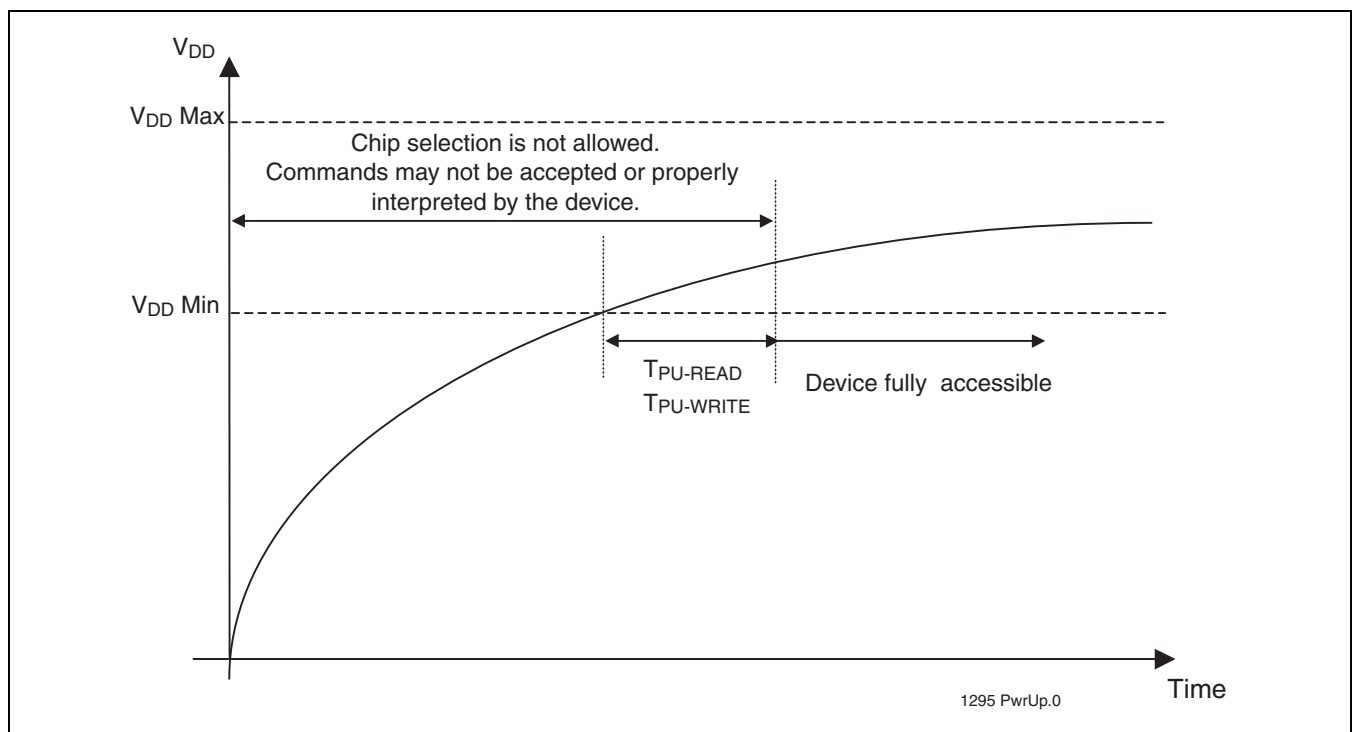 VDD
VDD Max
Chip selection is not allowed.
Commands may not be accepted or properly
interpreted by the device.
VDD Min
TPU-READ
TPU-WRITE
Device fully accessible
Time
1295 PwrUp.0